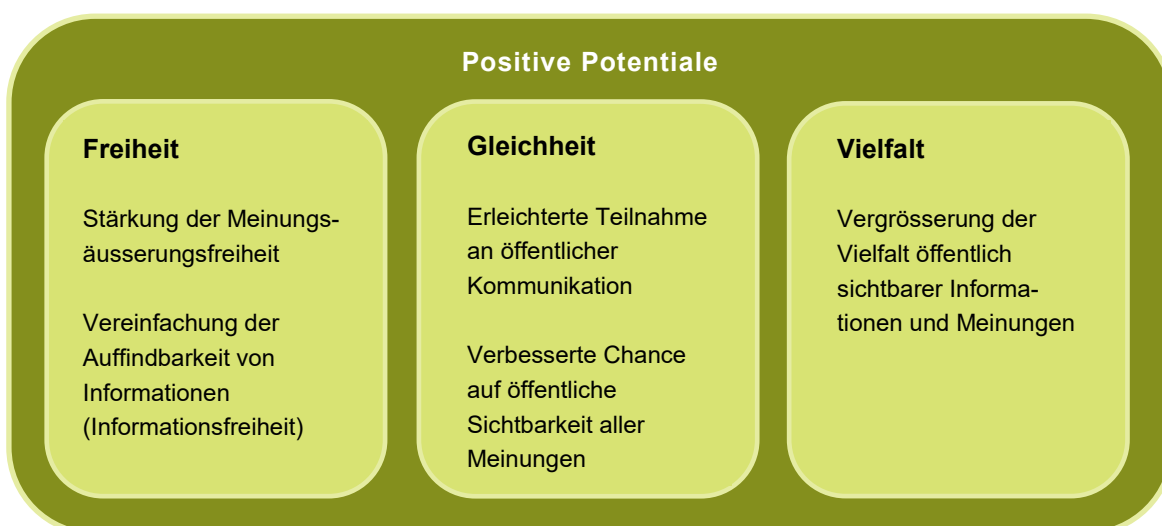 Positive Potentiale
Freiheit
Stärkung der Meinungs-
äusserungsfreiheit
Vereinfachung der
Auffindbarkeit von
Informationen
(Informationsfreiheit)
Gleichheit
Erleichterte Teilnahme
an öffentlicher
Kommunikation
Verbesserte Chance
auf öffentliche
Sichtbarkeit aller
Meinungen
Vielfalt
Vergrösserung der
Vielfalt öffentlich
sichtbarer Informa-
tionen und Meinungen